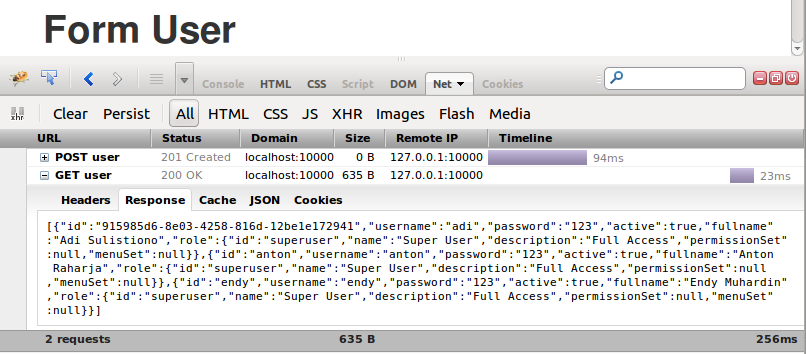 Form User
Console HTML CSS Script DOM Net Cookies
xhr Clear Persist All HTML CSS JS XHR Images Flash Media
URL Status Domain Size Remote IP Timeline
POST user 201 Created localhost:10000 0 B 127.0.0.1:10000 94ms
GET user 200 OK localhost:10000 635 B 127.0.0.1:10000 23ms
Headers Response Cache JSON Cookies
[{"id":"915985d6-8e03-4258-816d-12be1e172941","username":"adi","password":"123","active":true,"fullname"
:"Adi Sulistiono","role":{"id":"superuser","name":"Super User","description":"Full Access","permissionSet"
:null,"menuSet":null}},{"id":"anton","username":"anton","password":"123","active":true,"fullname":"Anton
Raharja","role":{"id":"superuser","name":"Super User","description":"Full Access","permissionSet":null
,"menuSet":null}},{"id":"endy","username":"endy","password":"123","active":true,"fullname":"Endy Muhardin"
,"role":{"id":"superuser","name":"Super User","description":"Full Access","permissionSet":null,"menuSet"
:null}}]
2 requests 635 B 256ms